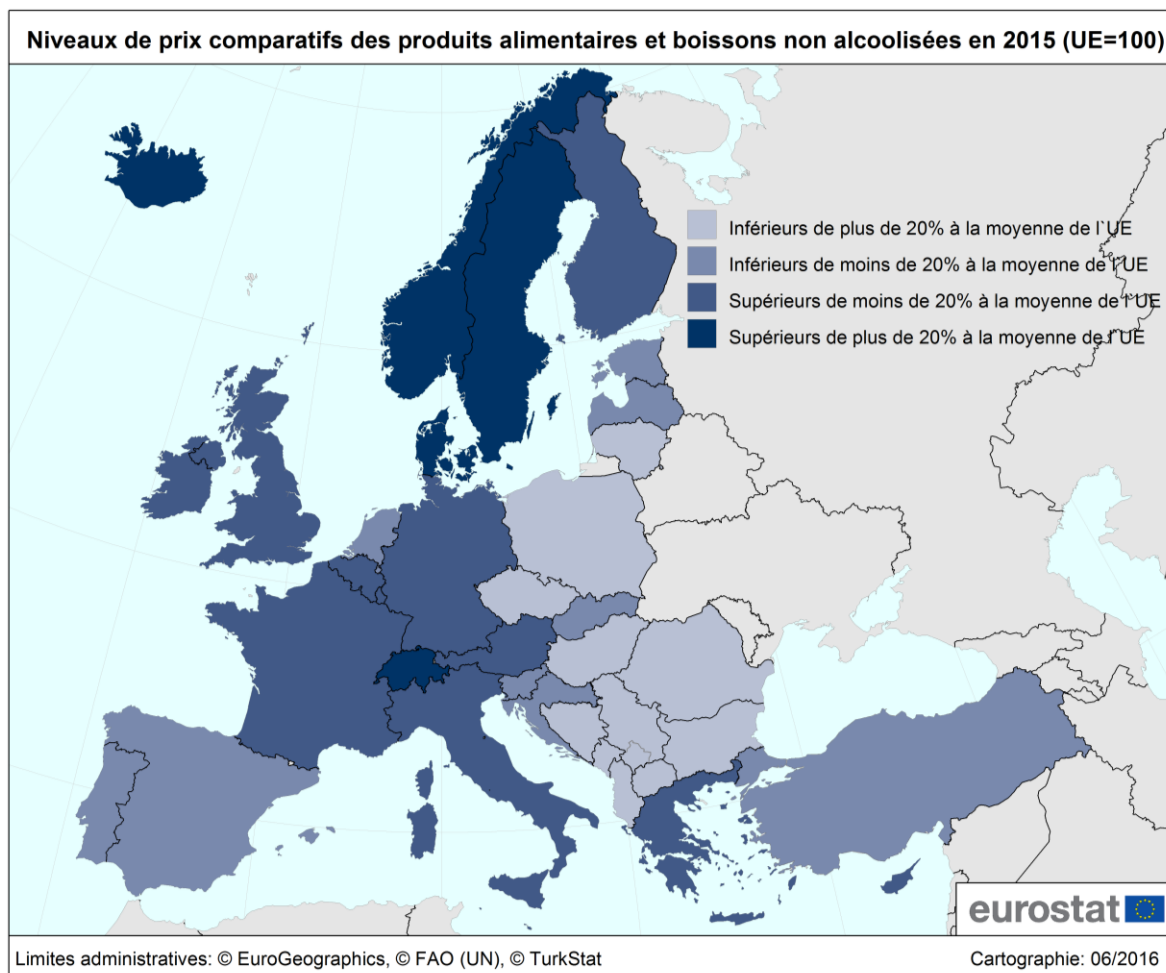 Niveaux de prix comparatifs des produits alimentaires et boissons non alcoolisées en 2015 (UE=100)
Inférieurs de plus de 20% à la moyenne de l`UE
Inférieurs de moins de 20% à la moyenne de l`UE
Supérieurs de moins de 20% à la moyenne de l`UE
Supérieurs de plus de 20% à la moyenne de l`UE
eurostat
Limites administratives: © EuroGeographics, © FAO (UN), © TurkStat
Cartographie: 06/2016